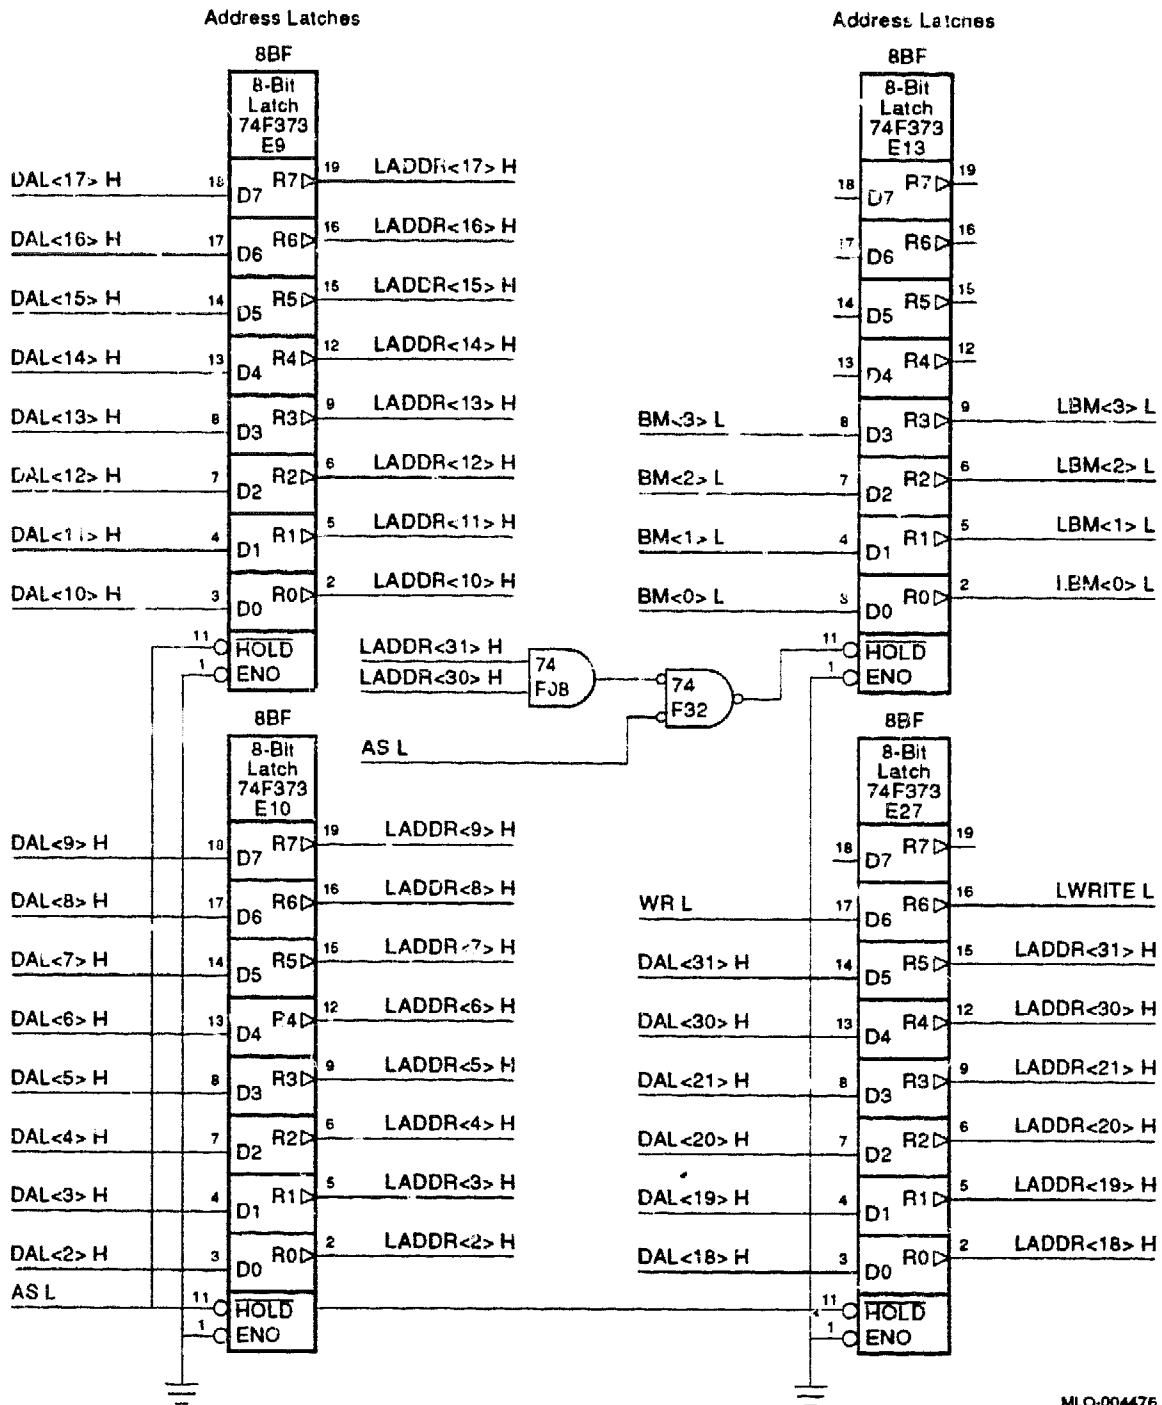 Address Latches
8BF
8-Bit
Latch
74F373
E9
DAL<17> H 18 D7 R7 19 LADDR<17> H
DAL<16> H 17 D6 R6 16 LADDR<16> H
DAL<15> H 14 D5 R5 15 LADDR<15> H
DAL<14> H 13 D4 R4 12 LADDR<14> H
DAL<13> H 8 D3 R3 9 LADDR<13> H
DAL<12> H 7 D2 R2 6 LADDR<12> H
DAL<11> H 4 D1 R1 5 LADDR<11> H
DAL<10> H 3 D0 R0 2 LADDR<10> H
11 HOLD
1 ENO
8BF
8-Bit
Latch
74F373
E10
DAL<9> H 18 D7 R7 19 LADDR<9> H
DAL<8> H 17 D6 R6 16 LADDR<8> H
DAL<7> H 14 D5 R5 15 LADDR<7> H
DAL<6> H 13 D4 R4 12 LADDR<6> H
DAL<5> H 8 D3 R3 9 LADDR<5> H
DAL<4> H 7 D2 R2 6 LADDR<4> H
DAL<3> H 4 D1 R1 5 LADDR<3> H
DAL<2> H 3 D0 R0 2 LADDR<2> H
AS L 11 HOLD
1 ENO
LADDR<31> H
LADDR<30> H
74
F08
74
F32
AS L
Address Latches
8BF
8-Bit
Latch
74F373
E13
18 D7 R7 19
17 D6 R6 16
14 D5 R5 15
13 D4 R4 12
BM<3> L 8 D3 R3 9 LBM<3> L
BM<2> L 7 D2 R2 6 LBM<2> L
BM<1> L 4 D1 R1 5 LBM<1> L
BM<0> L 3 D0 R0 2 LBM<0> L
11 HOLD
1 ENO
8BF
8-Bit
Latch
74F373
E27
18 D7 R7 19
WR L 17 D6 R6 16 LWRITE L
DAL<31> H 14 D5 R5 15 LADDR<31> H
DAL<30> H 13 D4 R4 12 LADDR<30> H
DAL<21> H 8 D3 R3 9 LADDR<21> H
DAL<20> H 7 D2 R2 6 LADDR<20> H
DAL<19> H 4 D1 R1 5 LADDR<19> H
DAL<18> H 3 D0 R0 2 LADDR<18> H
11 HOLD
1 ENO
MLO-004476